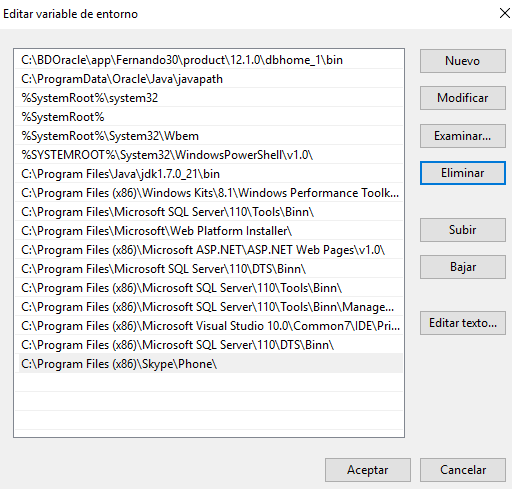 Editar variable de entorno
C:\BDOracle\app\Fernando30\product\12.1.0\dbhome_1\bin
C:\ProgramData\Oracle\Java\javapath
%SystemRoot%\system32
%SystemRoot%
%SystemRoot%\System32\Wbem
%SYSTEMROOT%\System32\WindowsPowerShell\v1.0\
C:\Program Files\Java\jdk1.7.0_21\bin
C:\Program Files (x86)\Windows Kits\8.1\Windows Performance Toolk...
C:\Program Files\Microsoft SQL Server\110\Tools\Binn\
C:\Program Files\Microsoft\Web Platform Installer\
C:\Program Files (x86)\Microsoft ASP.NET\ASP.NET Web Pages\v1.0\
C:\Program Files\Microsoft SQL Server\110\DTS\Binn\
C:\Program Files (x86)\Microsoft SQL Server\110\Tools\Binn\
C:\Program Files (x86)\Microsoft SQL Server\110\Tools\Binn\Manage...
C:\Program Files (x86)\Microsoft Visual Studio 10.0\Common7\IDE\Pri...
C:\Program Files (x86)\Microsoft SQL Server\110\DTS\Binn\
C:\Program Files (x86)\Skype\Phone\
Nuevo
Modificar
Examinar...
Eliminar
Subir
Bajar
Editar texto...
Aceptar
Cancelar